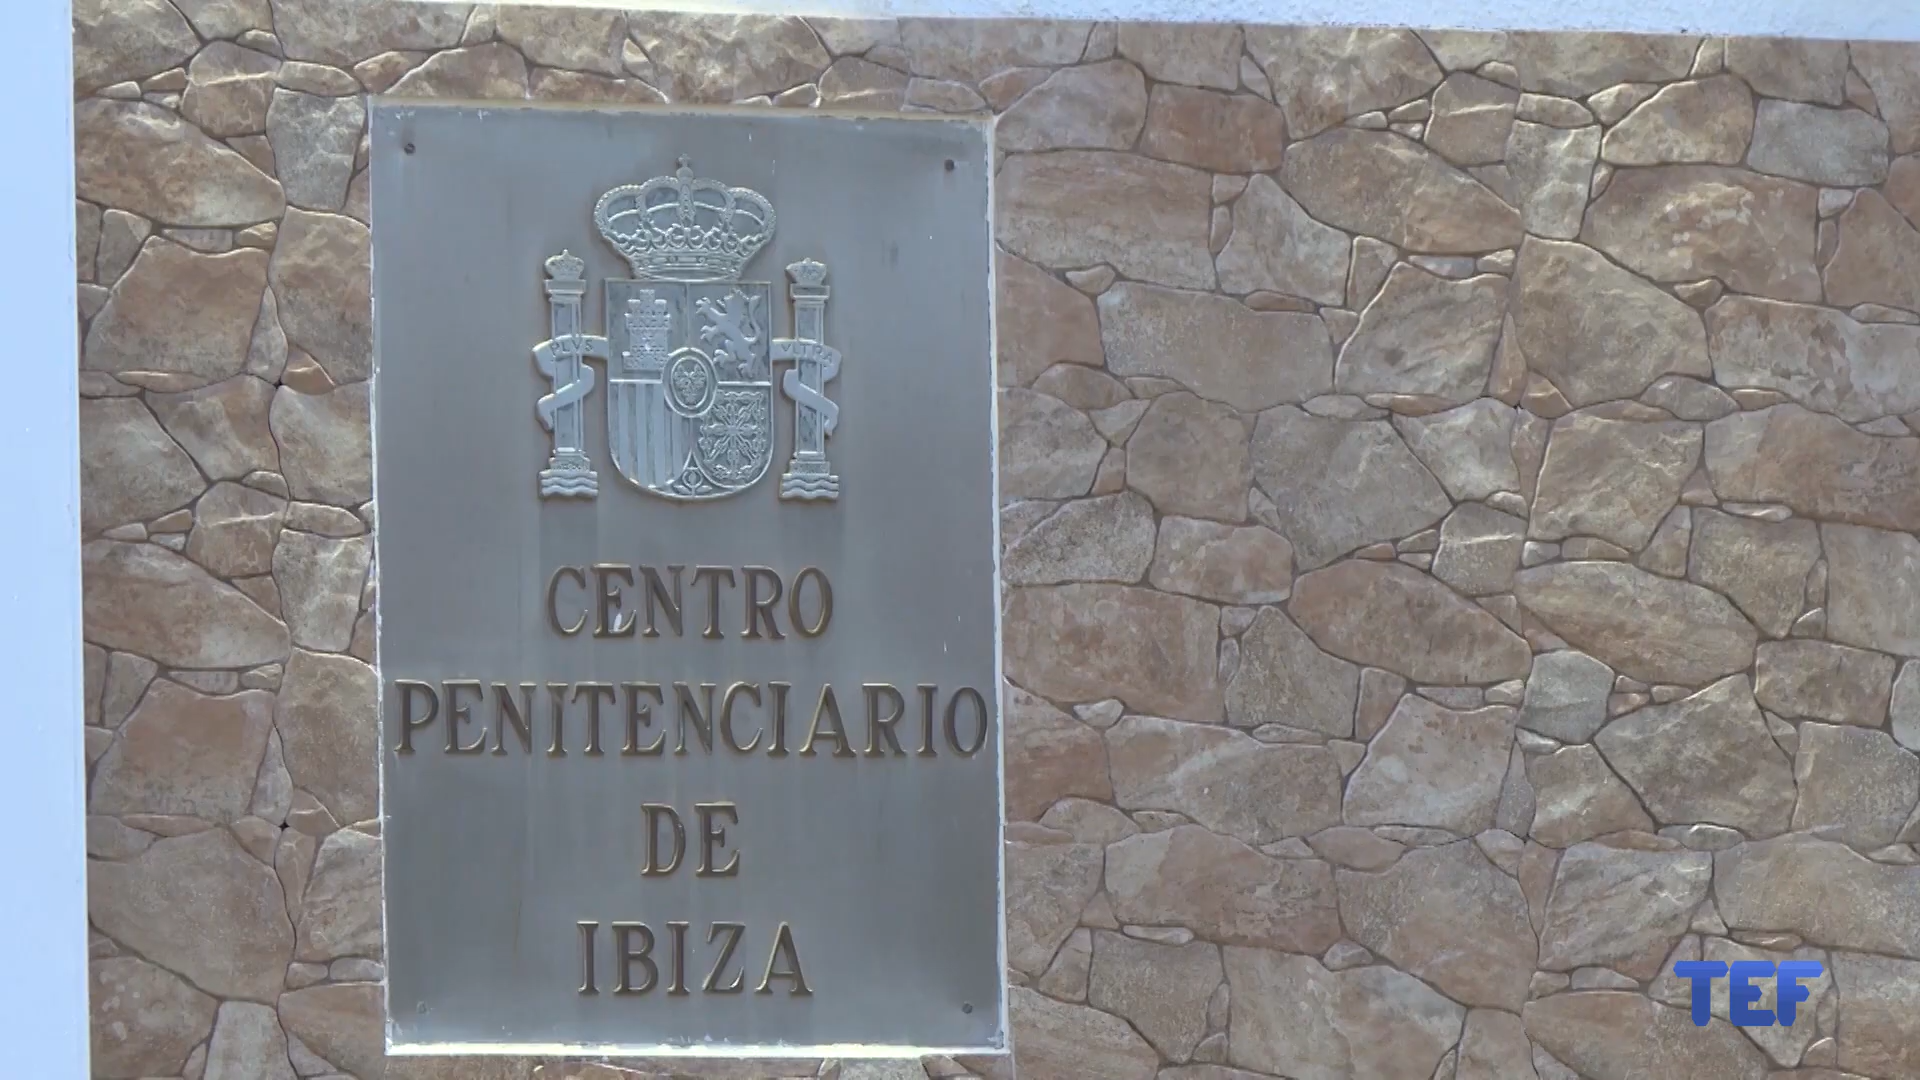 PLVS VLTRA
CENTRO
PENITENCIARIO
DE
IBIZA
TEF